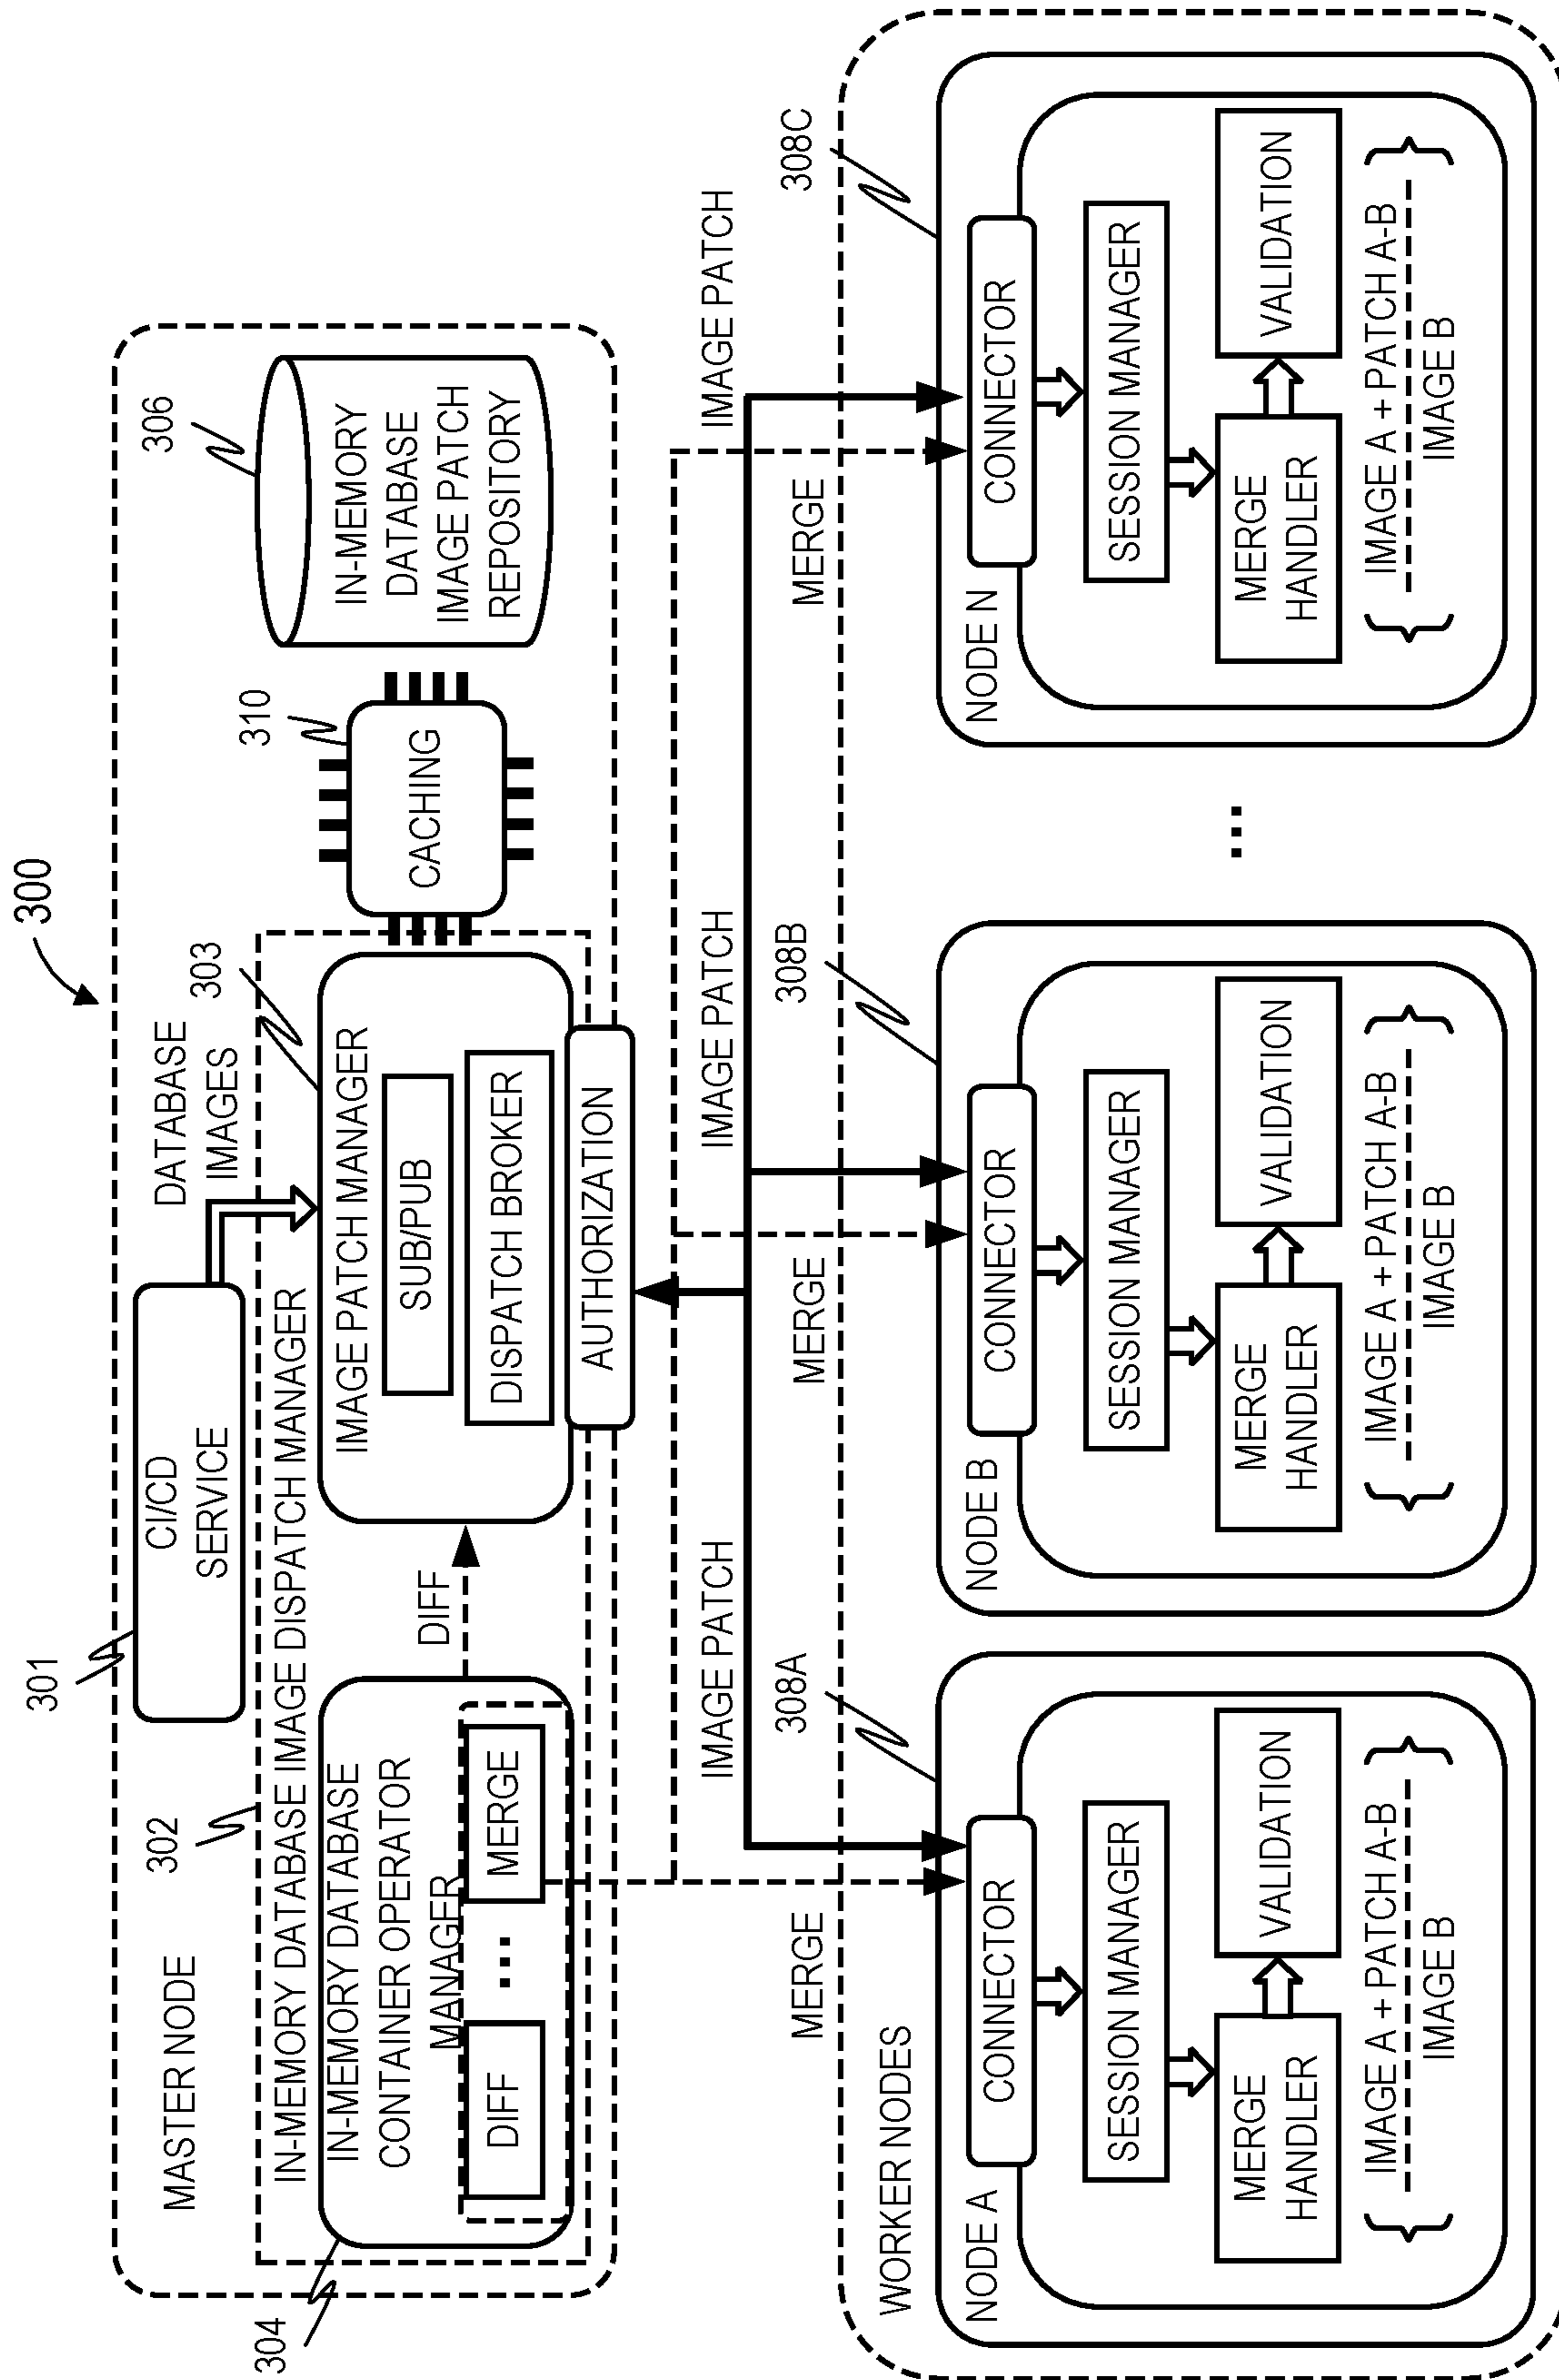 300
MASTER NODE
301
CI/CD
SERVICE
DATABASE
IMAGES
302
IN-MEMORY DATABASE IMAGE DISPATCH MANAGER
303
304
IN-MEMORY DATABASE
CONTAINER OPERATOR
MANAGER
DIFF
...
MERGE
DIFF
IMAGE PATCH MANAGER
SUB/PUB
DISPATCH BROKER
AUTHORIZATION
310
CACHING
306
IN-MEMORY
DATABASE
IMAGE PATCH
REPOSITORY
IMAGE PATCH
IMAGE PATCH
IMAGE PATCH
MERGE
MERGE
MERGE
WORKER NODES
308A
NODE A
CONNECTOR
SESSION MANAGER
MERGE
HANDLER
VALIDATION
IMAGE A + PATCH A-B
IMAGE B
308B
NODE B
CONNECTOR
SESSION MANAGER
MERGE
HANDLER
VALIDATION
IMAGE A + PATCH A-B
IMAGE B
...
308C
NODE N
CONNECTOR
SESSION MANAGER
MERGE
HANDLER
VALIDATION
IMAGE A + PATCH A-B
IMAGE B